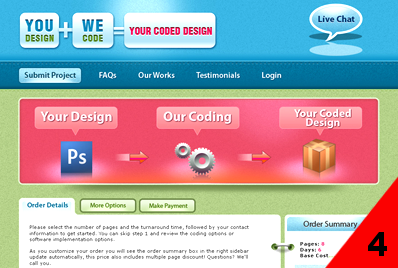 YOU DESIGN + WE CODE = YOUR CODED DESIGN
Live Chat
Submit Project FAQs Our Works Testimonials Login
Your Design Our Coding Your Coded Design
Ps
Order Details More Options Make Payment
Please select the number of pages and the turnaround time, followed by your contact
information to get started. You can skip step 1 and review the coding options or
software implementation options.
As you customize your order you will see the order summary box in the right sidebar
update automatically, this price also includes multiple page discount! Questions? We'll
call you.
Order Summary
Pages: 0
Days: 6
Base Cost
4